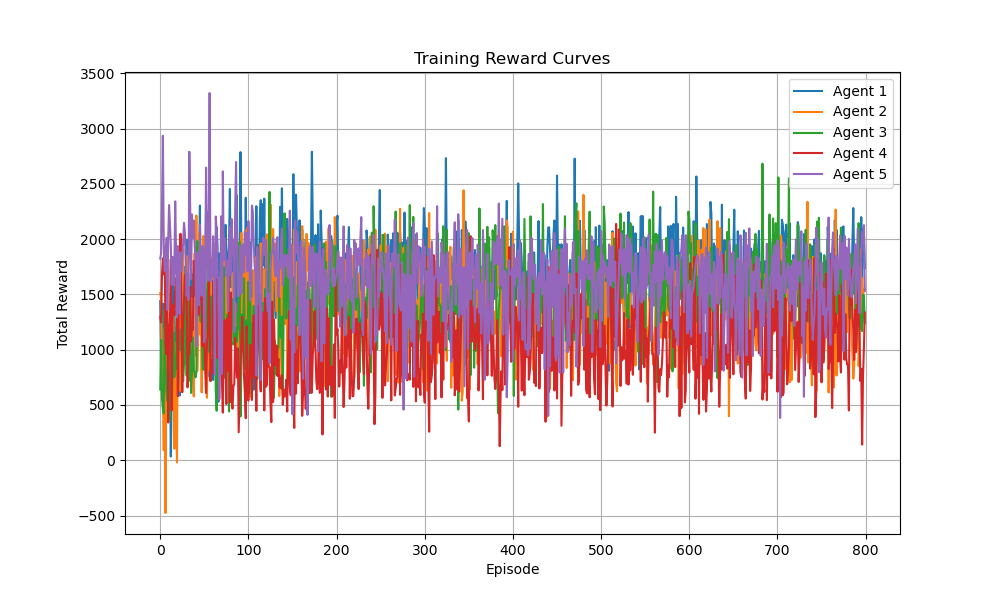 Training Reward Curves
3500
3000
2500
2000
1500
1000
500
0
−500
Total Reward
0 100 200 300 400 500 600 700 800
Episode
Agent 1
Agent 2
Agent 3
Agent 4
Agent 5